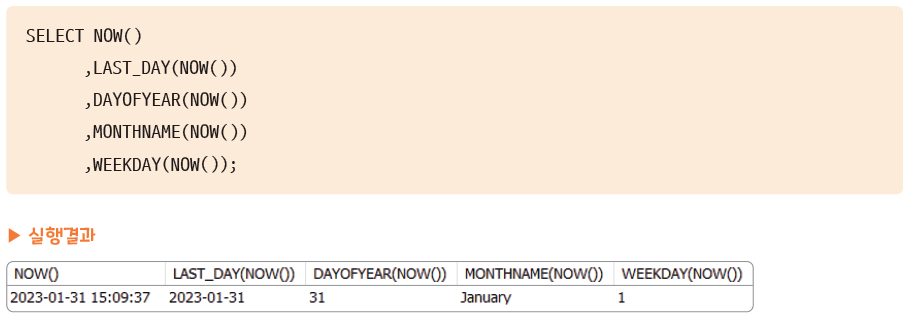 SELECT NOW()
,LAST_DAY(NOW())
,DAYOFYEAR(NOW())
,MONTHNAME(NOW())
,WEEKDAY(NOW());
▶ 실행결과
NOW() LAST_DAY(NOW()) DAYOFYEAR(NOW()) MONTHNAME(NOW()) WEEKDAY(NOW())
2023-01-31 15:09:37 2023-01-31 31 January 1